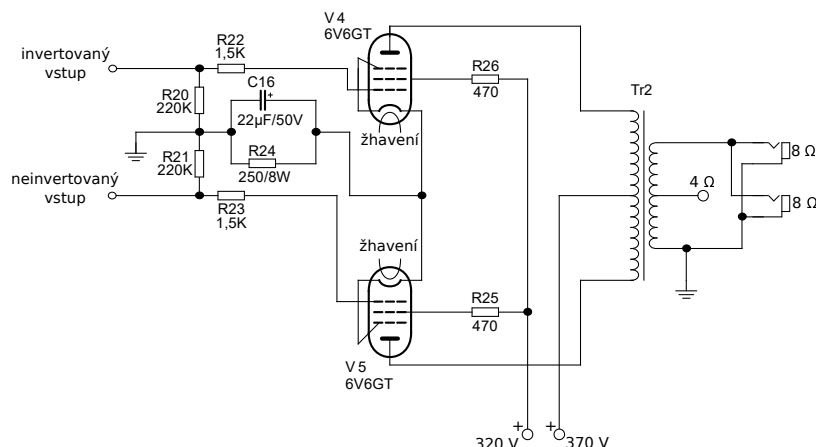 V 4
6V6GT
R22
1,5K
invertovaný
vstup
R26
470
Tr2
C16
+
R20
220K
22μF/50V
žhavení
8 Ω
R24
R21
220K
250/8W
neinvertovaný
vstup
4 Ω
8 Ω
R23
1,5K
žhavení
R25
470
V 5
6V6GT
+
320 V
+
370 V